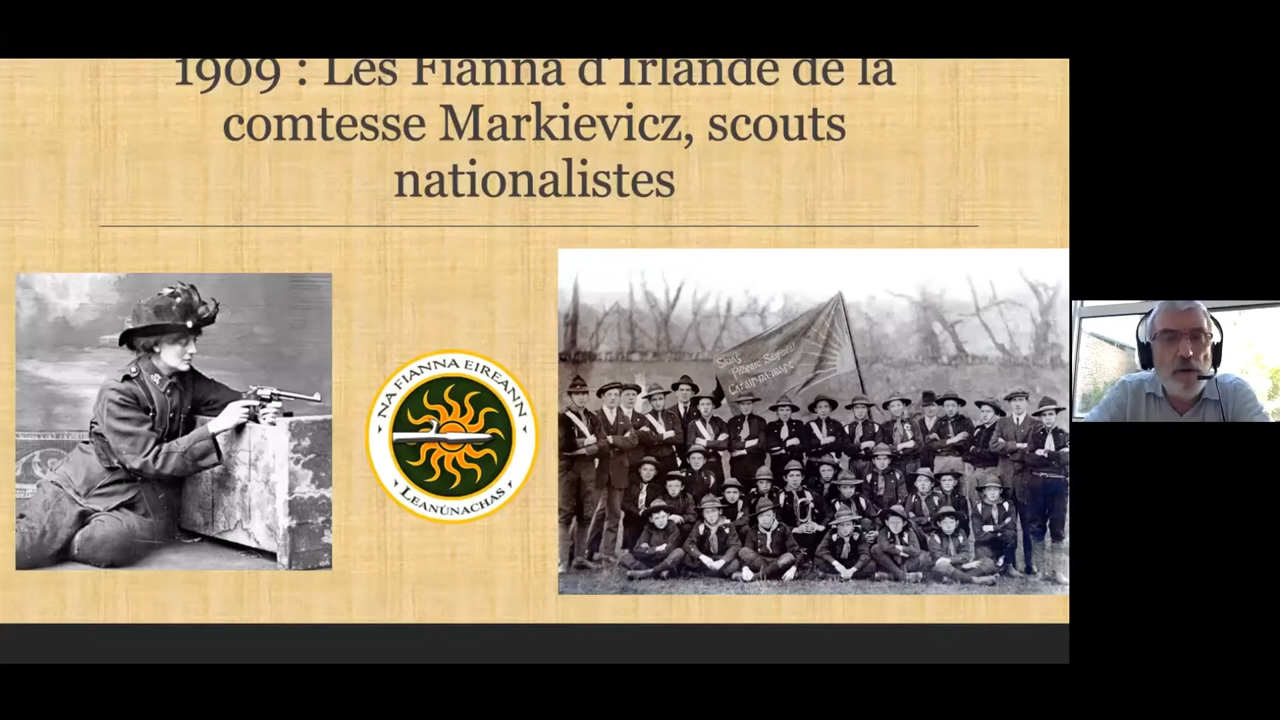 1909 : Les Fianna d'Irlande de la
comtesse Markievicz, scouts
nationalistes
NA FIANNA EIREANN
LEANÚNACHAS